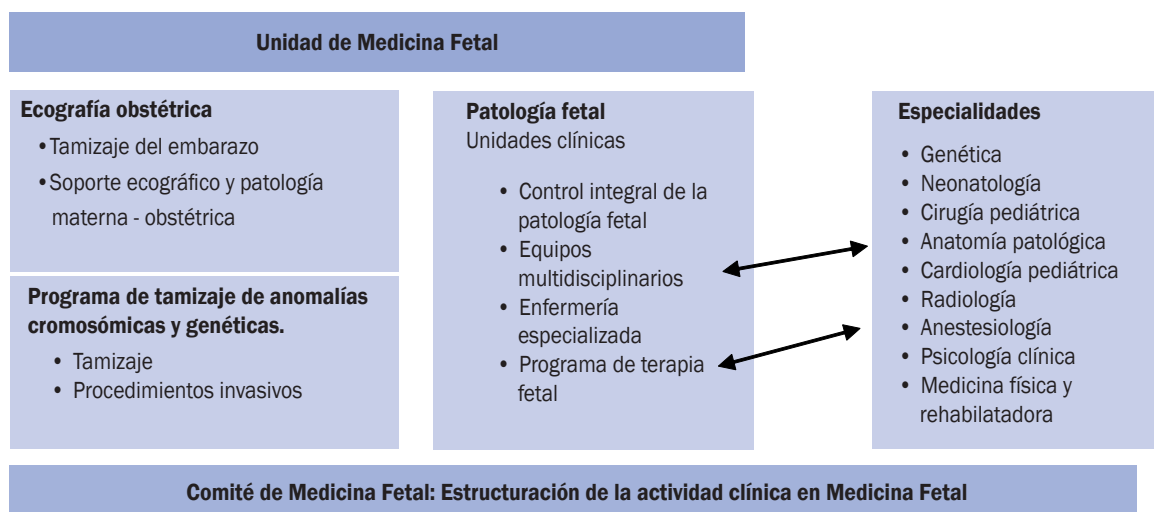 Unidad de Medicina Fetal
Ecografía obstétrica
•Tamizaje del embarazo
•Soporte ecográfico y patología
materna - obstétrica
Programa de tamizaje de anomalías
cromosómicas y genéticas.
• Tamizaje
• Procedimientos invasivos
Patología fetal
Unidades clínicas
• Control integral de la
patología fetal
• Equipos
multidisciplinarios
• Enfermería
especializada
• Programa de terapia
fetal
Especialidades
• Genética
• Neonatología
• Cirugía pediátrica
• Anatomía patológica
• Cardiología pediátrica
• Radiología
• Anestesiología
• Psicología clínica
• Medicina física y
rehabilatadora
Comité de Medicina Fetal: Estructuración de la actividad clínica en Medicina Fetal